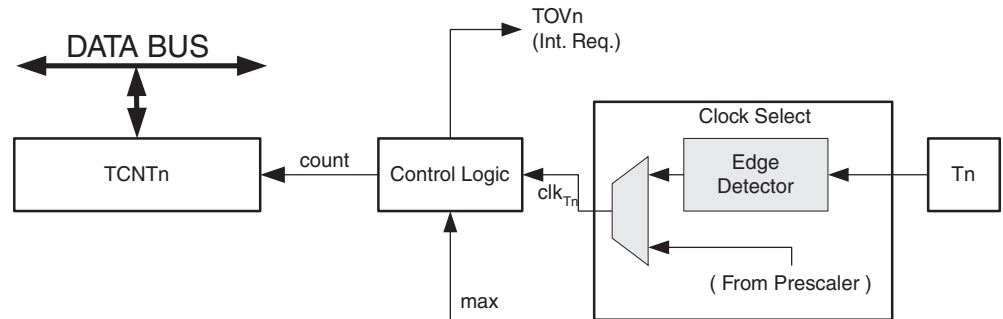 TOVn
(Int. Req.)
DATA BUS
Clock Select
TCNTn
count
Control Logic
clkTn
Edge
Detector
Tn
( From Prescaler )
max